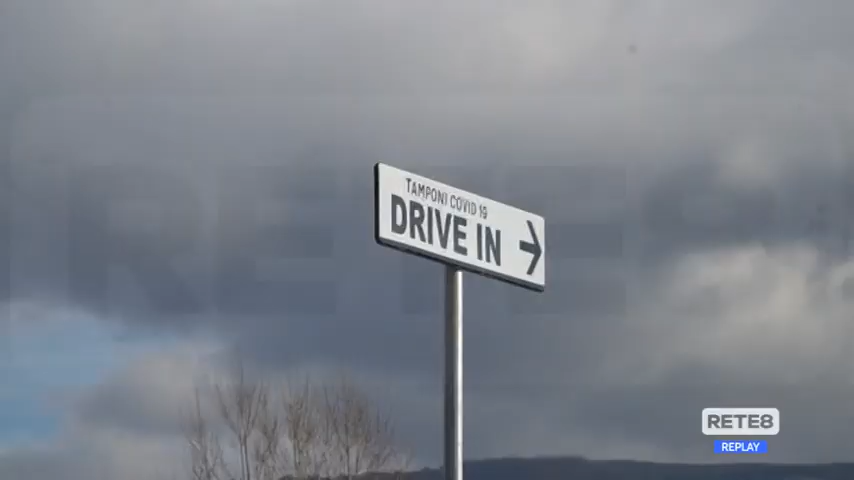 TAMPONI COVID 19
DRIVE IN
RETE8
REPLAY